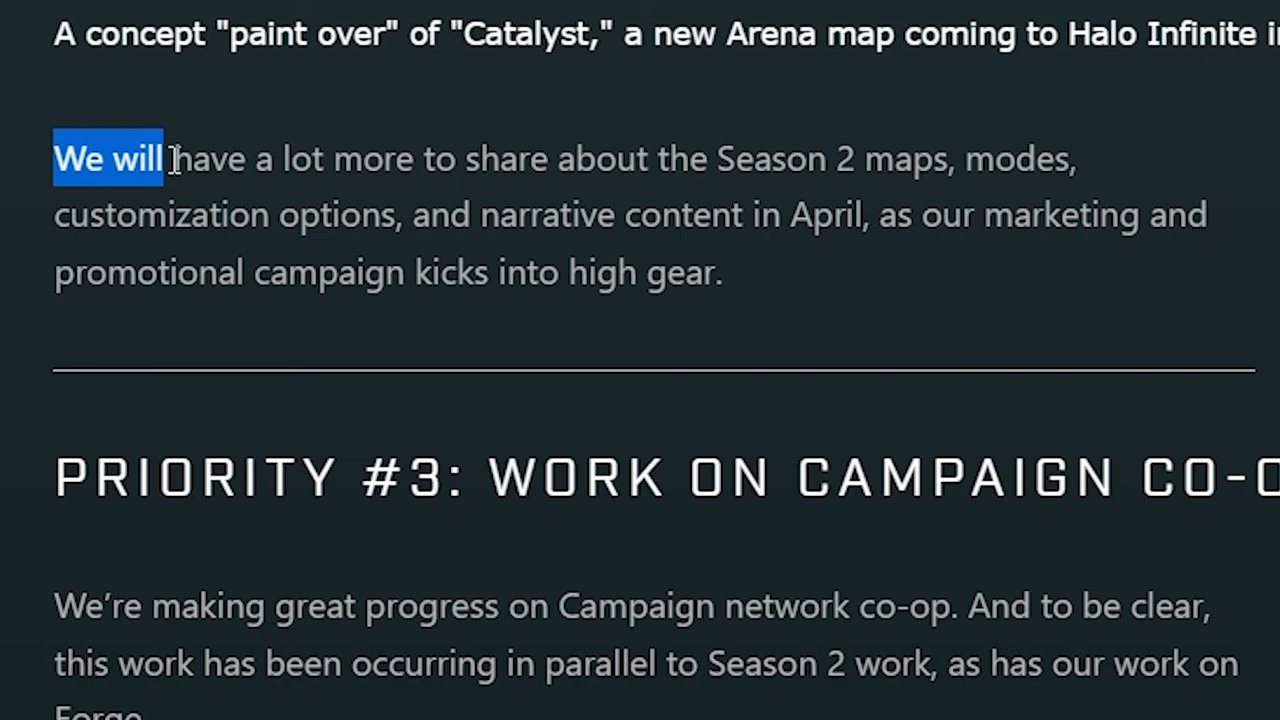 A concept "paint over" of "Catalyst," a new Arena map coming to Halo Infinite
We will have a lot more to share about the Season 2 maps, modes,
customization options, and narrative content in April, as our marketing and
promotional campaign kicks into high gear.
PRIORITY #3: WORK ON CAMPAIGN CO-O
We’re making great progress on Campaign network co-op. And to be clear,
this work has been occurring in parallel to Season 2 work, as has our work on
Forge.